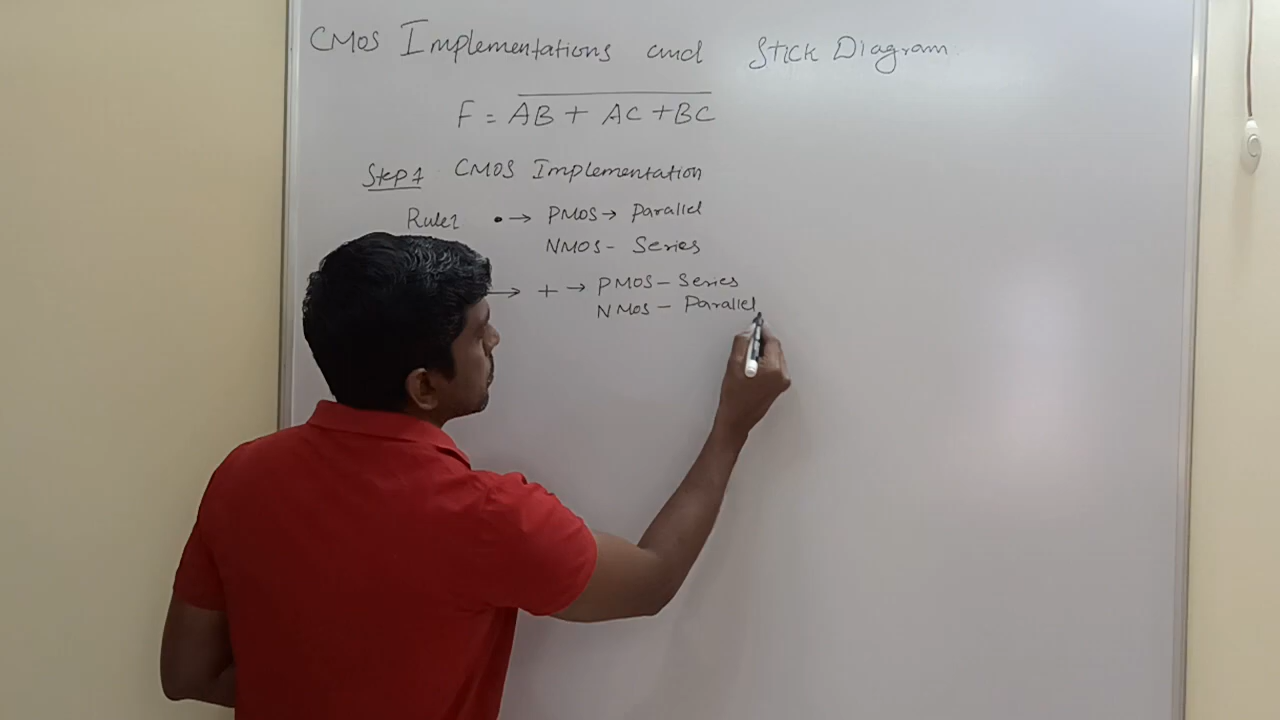 CMOS Implementations and Stick Diagram
F = \overline{AB + AC + BC}
Step 1 CMOS Implementation
Rule1 • → PMOS → Parallel
NMOS - Series
→ + → PMOS - Series
NMOS - Parallel